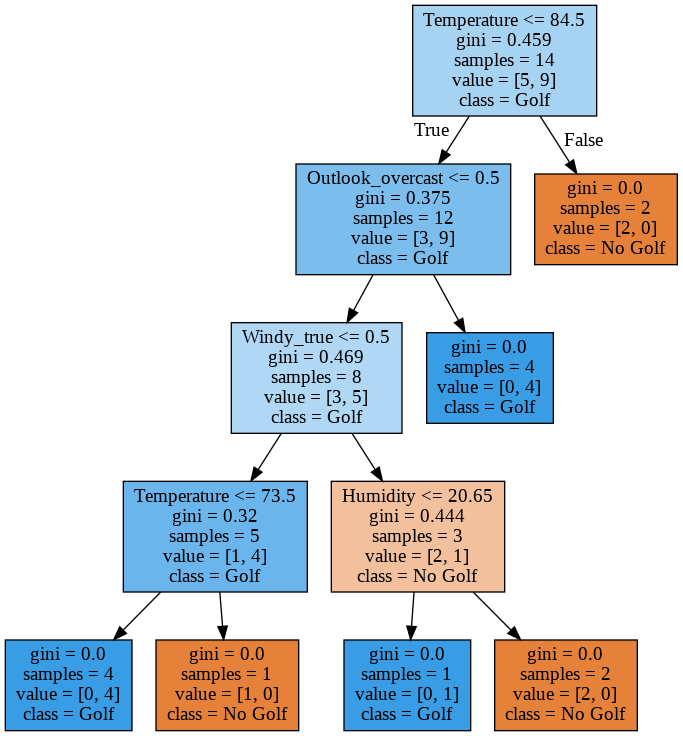 Temperature <= 84.5
gini = 0.459
samples = 14
value = [5, 9]
class = Golf
True
False
Outlook_overcast <= 0.5
gini = 0.375
samples = 12
value = [3, 9]
class = Golf
gini = 0.0
samples = 2
value = [2, 0]
class = No Golf
Windy_true <= 0.5
gini = 0.469
samples = 8
value = [3, 5]
class = Golf
gini = 0.0
samples = 4
value = [0, 4]
class = Golf
Temperature <= 73.5
gini = 0.32
samples = 5
value = [1, 4]
class = Golf
Humidity <= 20.65
gini = 0.444
samples = 3
value = [2, 1]
class = No Golf
gini = 0.0
samples = 4
value = [0, 4]
class = Golf
gini = 0.0
samples = 1
value = [1, 0]
class = No Golf
gini = 0.0
samples = 1
value = [0, 1]
class = Golf
gini = 0.0
samples = 2
value = [2, 0]
class = No Golf